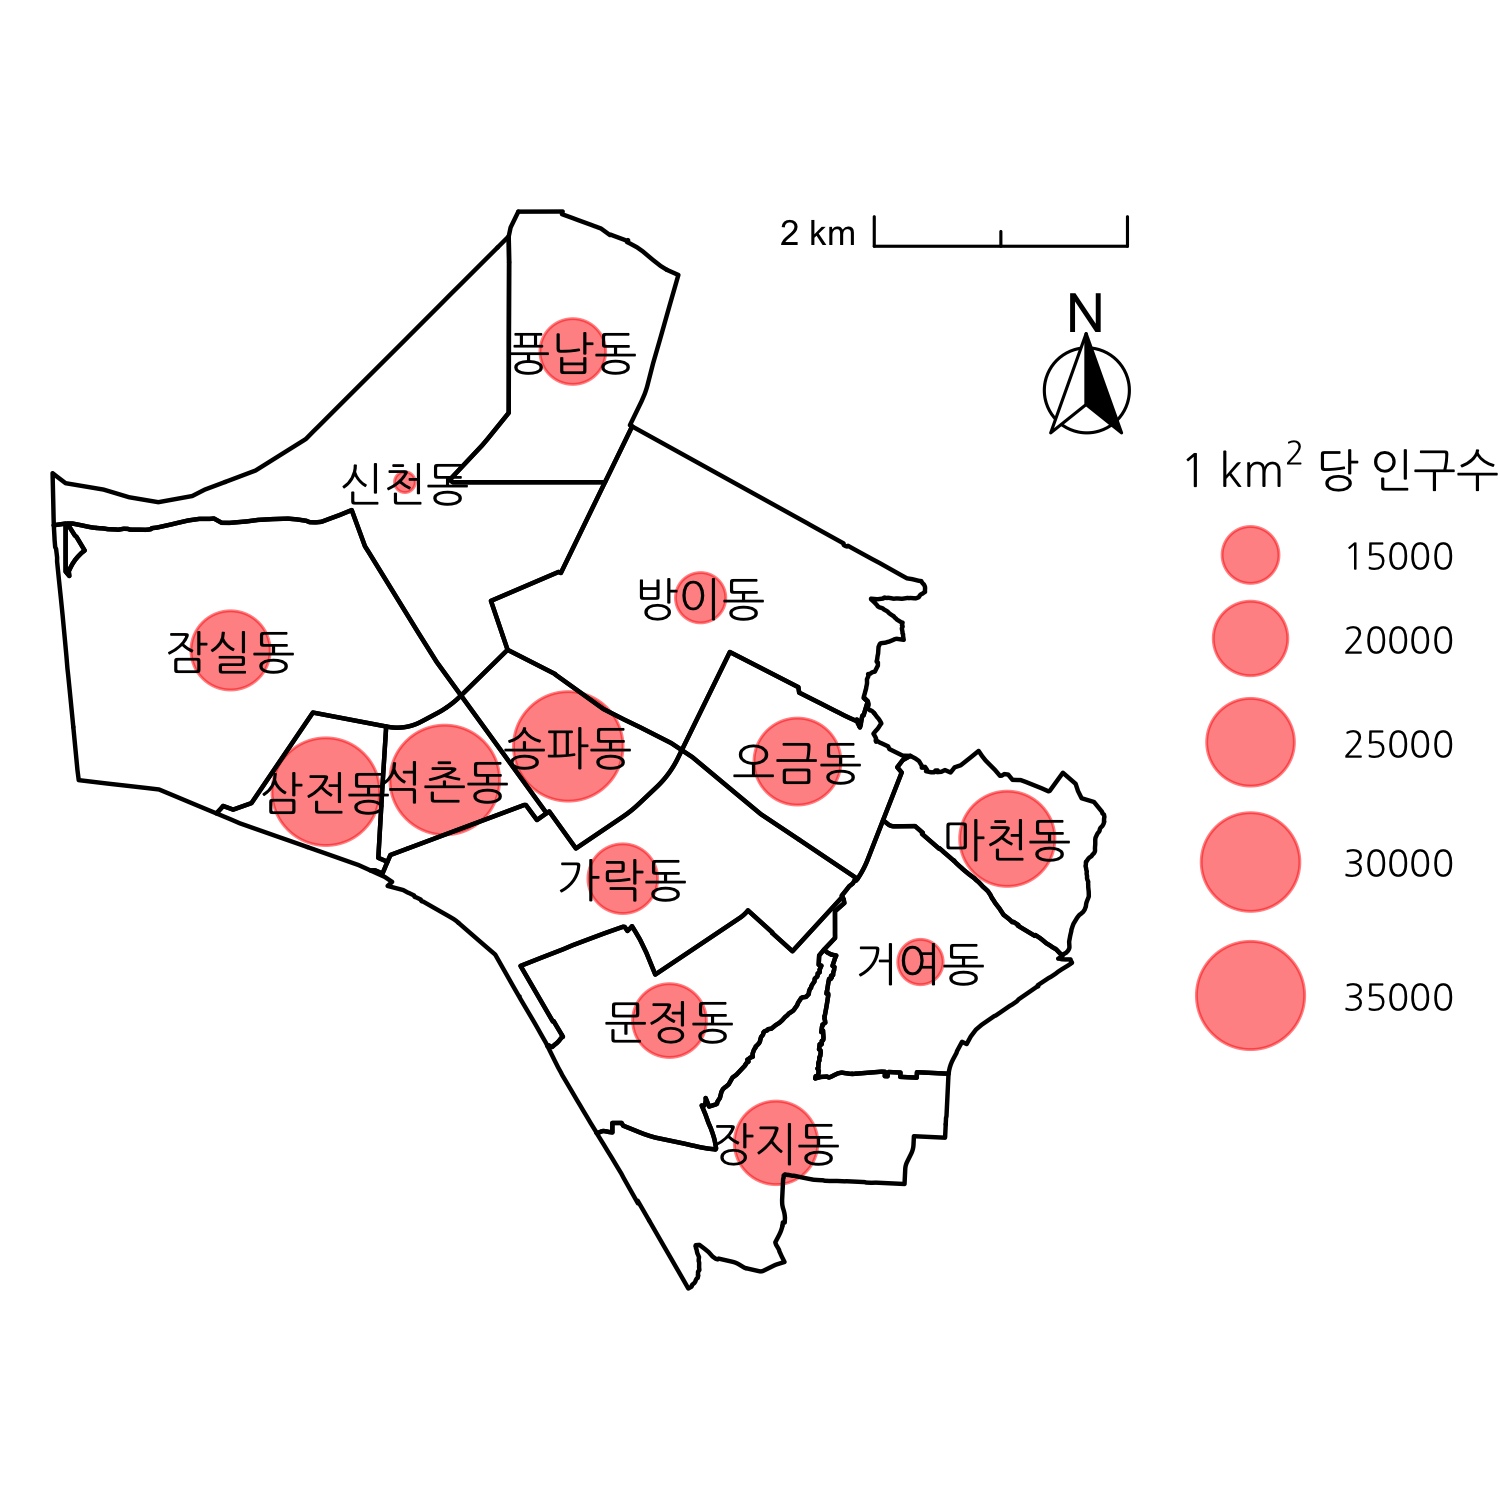 2 km
N
풍납동
1 km² 당 인구수
신천동
15000
방이동
20000
잠실동
송파동
오금동
25000
삼전동
석촌동
마천동
30000
가락동
거여동
35000
문정동
장지동